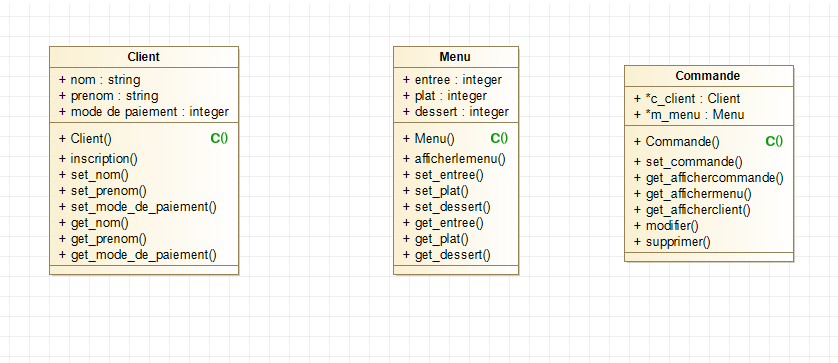 Client
+ nom : string
+ prenom : string
+ mode de paiement : integer
+ Client() C()
+ inscription()
+ set_nom()
+ set_prenom()
+ set_mode_de_paiement()
+ get_nom()
+ get_prenom()
+ get_mode_de_paiement()
Menu
+ entree : integer
+ plat : integer
+ dessert : integer
+ Menu() C()
+ afficherlemenu()
+ set_entree()
+ set_plat()
+ set_dessert()
+ get_entree()
+ get_plat()
+ get_dessert()
Commande
+ *c_client : Client
+ *m_menu : Menu
+ Commande() C()
+ set_commande()
+ get_affichercommande()
+ get_affichermenu()
+ get_afficherclient()
+ modifier()
+ supprimer()